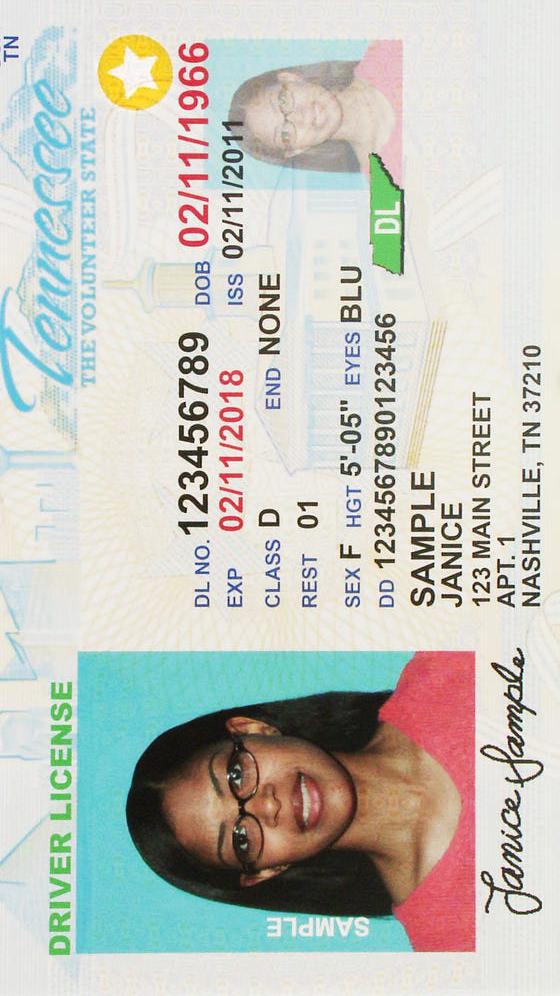 TN
Tennessee
THE VOLUNTEER STATE
DRIVER LICENSE
DL NO. 123456789 DOB 02/11/1966
EXP 02/11/2018 ISS 02/11/2011
CLASS D END NONE
REST 01
SEX F HGT 5'-05" EYES BLU
DD 1234567890123456
DL
SAMPLE
JANICE
123 MAIN STREET
APT. 1
NASHVILLE, TN 37210
SAMPLE
Janice Sample